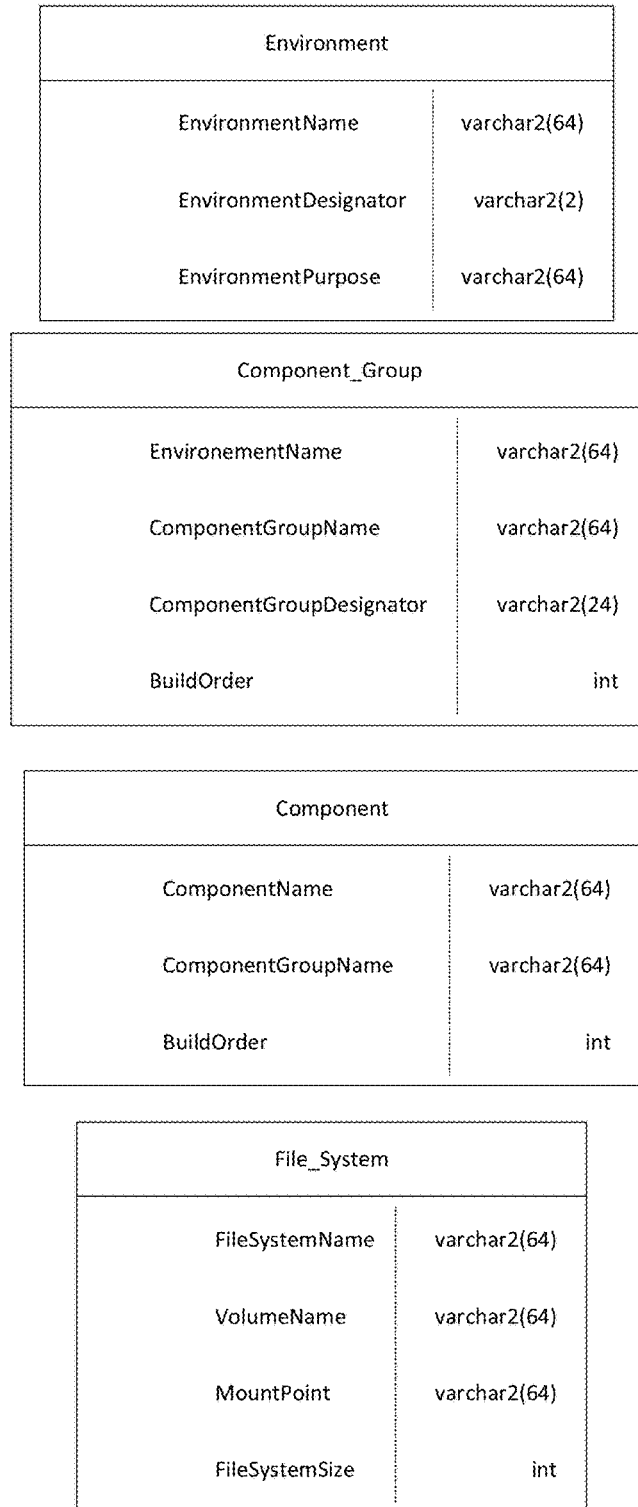 Environment
EnvironmentName varchar2(64)
EnvironmentDesignator varchar2(2)
EnvironmentPurpose varchar2(64)
Component_Group
EnvironementName varchar2(64)
ComponentGroupName varchar2(64)
ComponentGroupDesignator varchar2(24)
BuildOrder int
Component
ComponentName varchar2(64)
ComponentGroupName varchar2(64)
BuildOrder int
File_System
FileSystemName varchar2(64)
VolumeName varchar2(64)
MountPoint varchar2(64)
FileSystemSize int